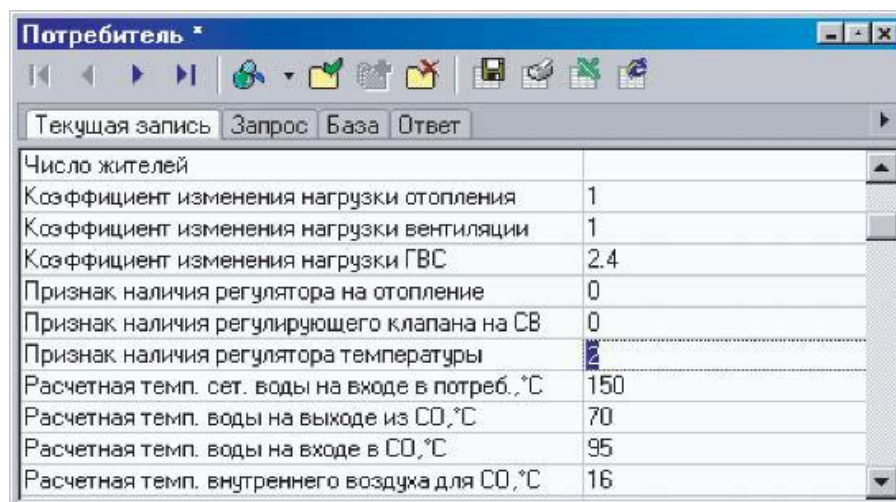 Потребитель *
Текущая запись Запрос База Ответ
Число жителей
Коэффициент изменения нагрузки отопления 1
Коэффициент изменения нагрузки вентиляции 1
Коэффициент изменения нагрузки ГВС 2.4
Признак наличия регулятора на отопление 0
Признак наличия регулирующего клапана на СВ 0
Признак наличия регулятора температуры 2
Расчетная темп. сет. воды на входе в потреб.,°C 150
Расчетная темп. воды на выходе из СО,°C 70
Расчетная темп. воды на входе в СО,°C 95
Расчетная темп. внутреннего воздуха для СО,°C 16